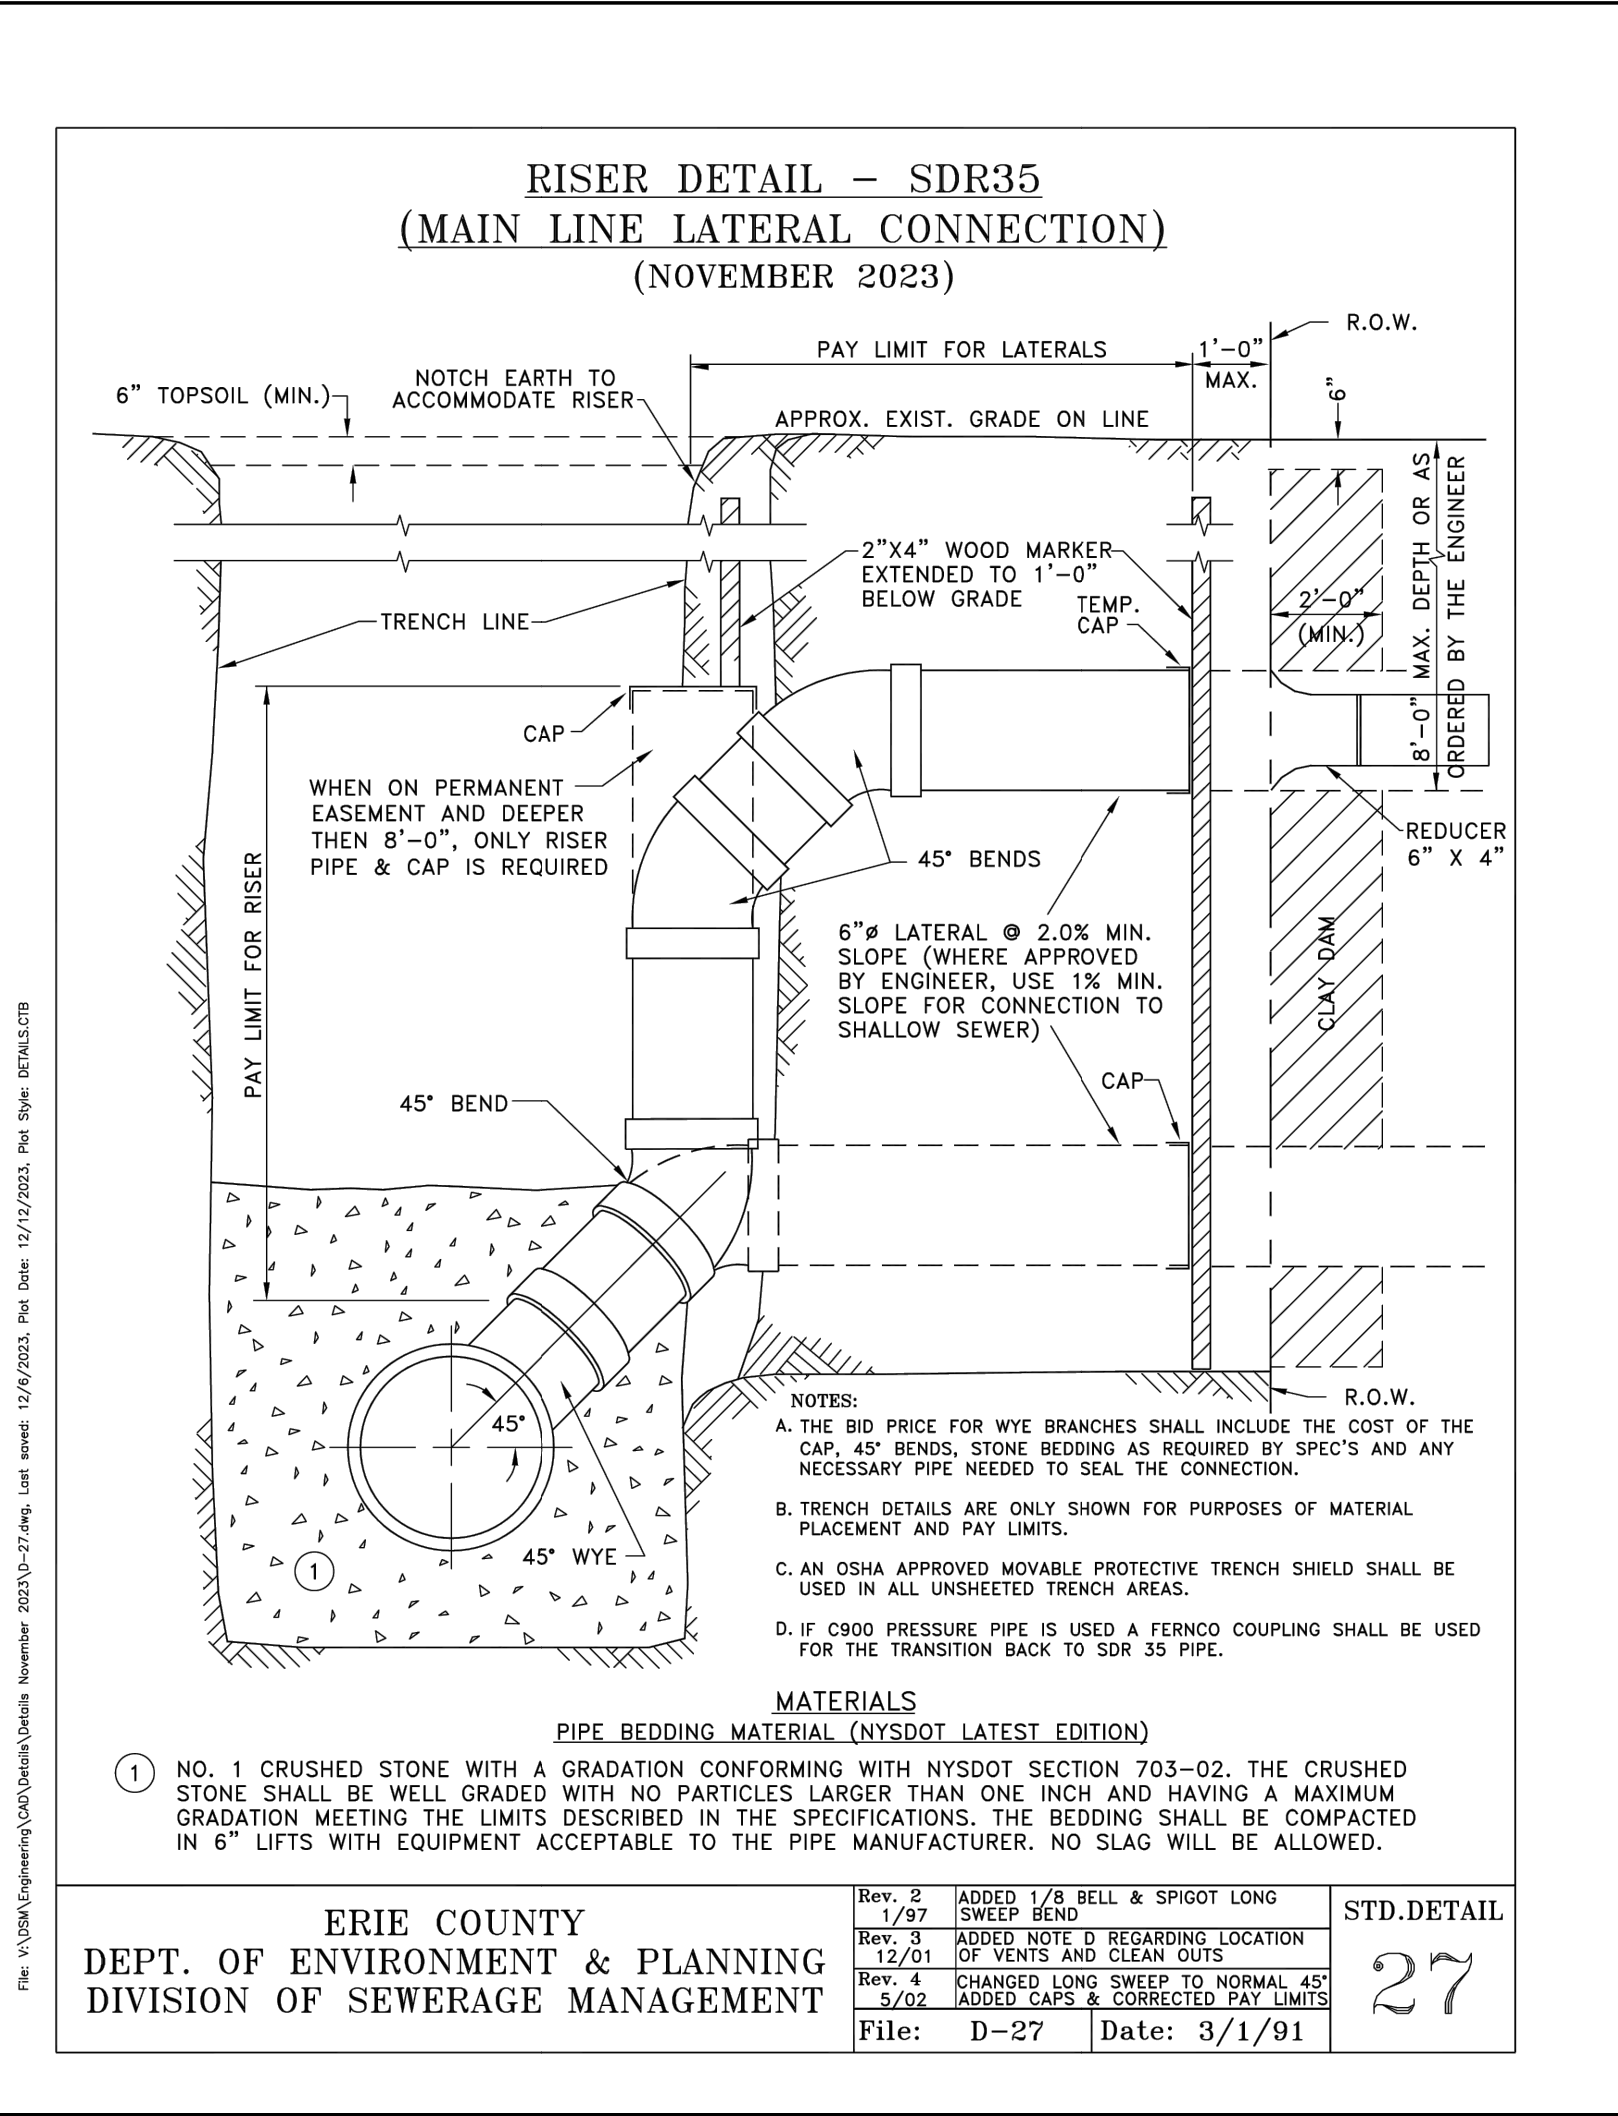 RISER DETAIL – SDR35
(MAIN LINE LATERAL CONNECTION)
(NOVEMBER 2023)
R.O.W.
PAY LIMIT FOR LATERALS
1'–0"
MAX.
6" TOPSOIL (MIN.)
NOTCH EARTH TO
ACCOMMODATE RISER
APPROX. EXIST. GRADE ON LINE
6"
8'–0" MAX. DEPTH OR AS
ORDERED BY THE ENGINEER
2"X4" WOOD MARKER
EXTENDED TO 1'–0"
BELOW GRADE
TEMP.
CAP
2'–0"
(MIN.)
TRENCH LINE
CAP
WHEN ON PERMANENT
EASEMENT AND DEEPER
THEN 8'–0", ONLY RISER
PIPE & CAP IS REQUIRED
45° BENDS
REDUCER
6" X 4"
PAY LIMIT FOR RISER
6"ø LATERAL @ 2.0% MIN.
SLOPE (WHERE APPROVED
BY ENGINEER, USE 1% MIN.
SLOPE FOR CONNECTION TO
SHALLOW SEWER)
CLAY DAM
CAP
45° BEND
45°
45° WYE
1
R.O.W.
NOTES:
A. THE BID PRICE FOR WYE BRANCHES SHALL INCLUDE THE COST OF THE
CAP, 45° BENDS, STONE BEDDING AS REQUIRED BY SPEC'S AND ANY
NECESSARY PIPE NEEDED TO SEAL THE CONNECTION.
B. TRENCH DETAILS ARE ONLY SHOWN FOR PURPOSES OF MATERIAL
PLACEMENT AND PAY LIMITS.
C. AN OSHA APPROVED MOVABLE PROTECTIVE TRENCH SHIELD SHALL BE
USED IN ALL UNSHEETED TRENCH AREAS.
D. IF C900 PRESSURE PIPE IS USED A FERNCO COUPLING SHALL BE USED
FOR THE TRANSITION BACK TO SDR 35 PIPE.
MATERIALS
PIPE BEDDING MATERIAL (NYSDOT LATEST EDITION)
1 NO. 1 CRUSHED STONE WITH A GRADATION CONFORMING WITH NYSDOT SECTION 703–02. THE CRUSHED
STONE SHALL BE WELL GRADED WITH NO PARTICLES LARGER THAN ONE INCH AND HAVING A MAXIMUM
GRADATION MEETING THE LIMITS DESCRIBED IN THE SPECIFICATIONS. THE BEDDING SHALL BE COMPACTED
IN 6" LIFTS WITH EQUIPMENT ACCEPTABLE TO THE PIPE MANUFACTURER. NO SLAG WILL BE ALLOWED.
ERIE COUNTY
DEPT. OF ENVIRONMENT & PLANNING
DIVISION OF SEWERAGE MANAGEMENT
Rev. 2
1/97
ADDED 1/8 BELL & SPIGOT LONG
SWEEP BEND
Rev. 3
12/01
ADDED NOTE D REGARDING LOCATION
OF VENTS AND CLEAN OUTS
Rev. 4
5/02
CHANGED LONG SWEEP TO NORMAL 45°
ADDED CAPS & CORRECTED PAY LIMITS
File: D–27
Date: 3/1/91
STD.DETAIL
27
File: V:\DSM\Engineering\CAD\Details\Details November 2023\D–27.dwg, Last saved: 12/6/2023, Plot Date: 12/12/2023, Plot Style: DETAILS.CTB